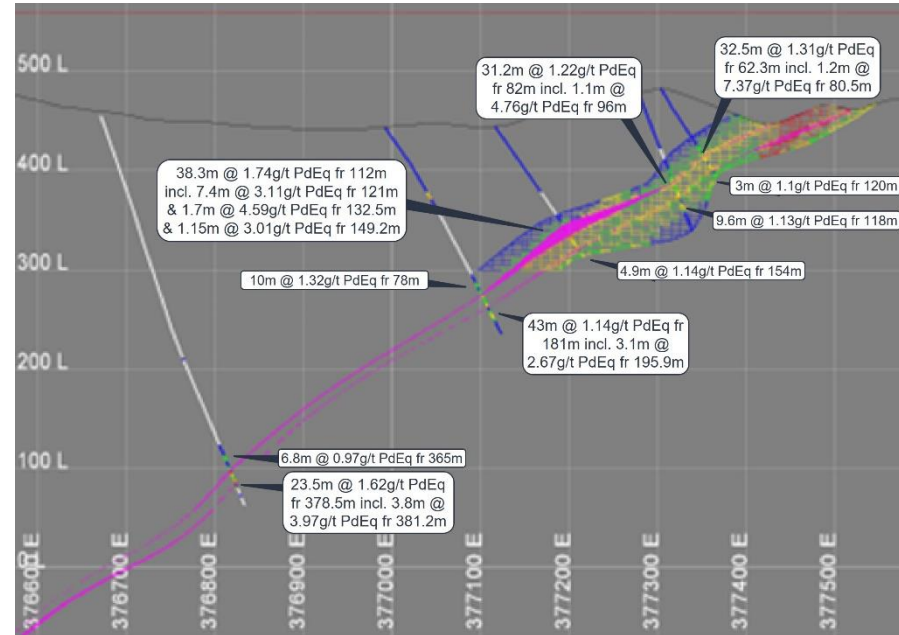 500 L
32.5m @ 1.31g/t PdEq
fr 62.3m incl. 1.2m @
7.37g/t PdEq fr 80.5m
31.2m @ 1.22g/t PdEq
fr 82m incl. 1.1m @
4.76g/t PdEq fr 96m
400 L
38.3m @ 1.74g/t PdEq fr 112m
incl. 7.4m @ 3.11g/t PdEq fr 121m
& 1.7m @ 4.59g/t PdEq fr 132.5m
& 1.15m @ 3.01g/t PdEq fr 149.2m
3m @ 1.1g/t PdEq fr 120m
9.6m @ 1.13g/t PdEq fr 118m
300 L
10m @ 1.32g/t PdEq fr 78m
4.9m @ 1.14g/t PdEq fr 154m
43m @ 1.14g/t PdEq fr
181m incl. 3.1m @
2.67g/t PdEq fr 195.9m
200 L
100 L
6.8m @ 0.97g/t PdEq fr 365m
23.5m @ 1.62g/t PdEq
fr 378.5m incl. 3.8m @
3.97g/t PdEq fr 381.2m
0 L
376600 E
376700 E
376800 E
376900 E
377000 E
377100 E
377200 E
377300 E
377400 E
377500 E